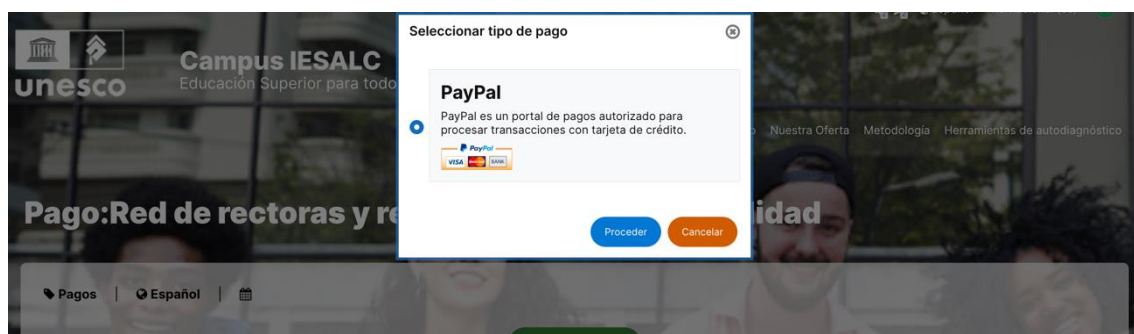 Seleccionar tipo de pago
unesco
Campus IESALC
Educación Superior para todo
PayPal
PayPal es un portal de pagos autorizado para
procesar transacciones con tarjeta de crédito.
PayPal
VISA
BANK
Nuestra Oferta Metodología Herramientas de autodiagnóstico
Pago:Red de rectoras y re
idad
Proceder Cancelar
Pagos | Español |